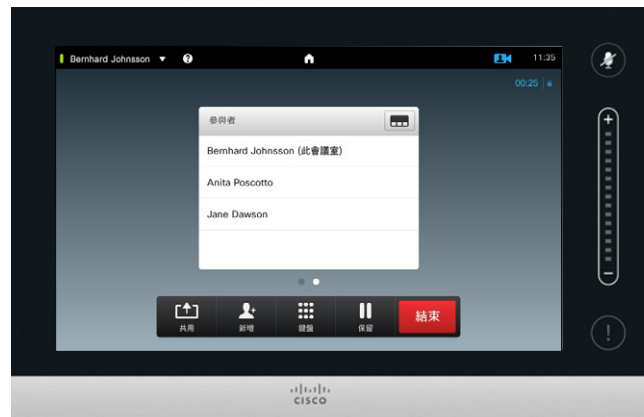 Bernhard Johnsson
11:35
00:25
參與者
Bernhard Johnsson (此會議室)
Anita Poscotto
Jane Dawson
共用
新增
鍵盤
保留
結束
CISCO